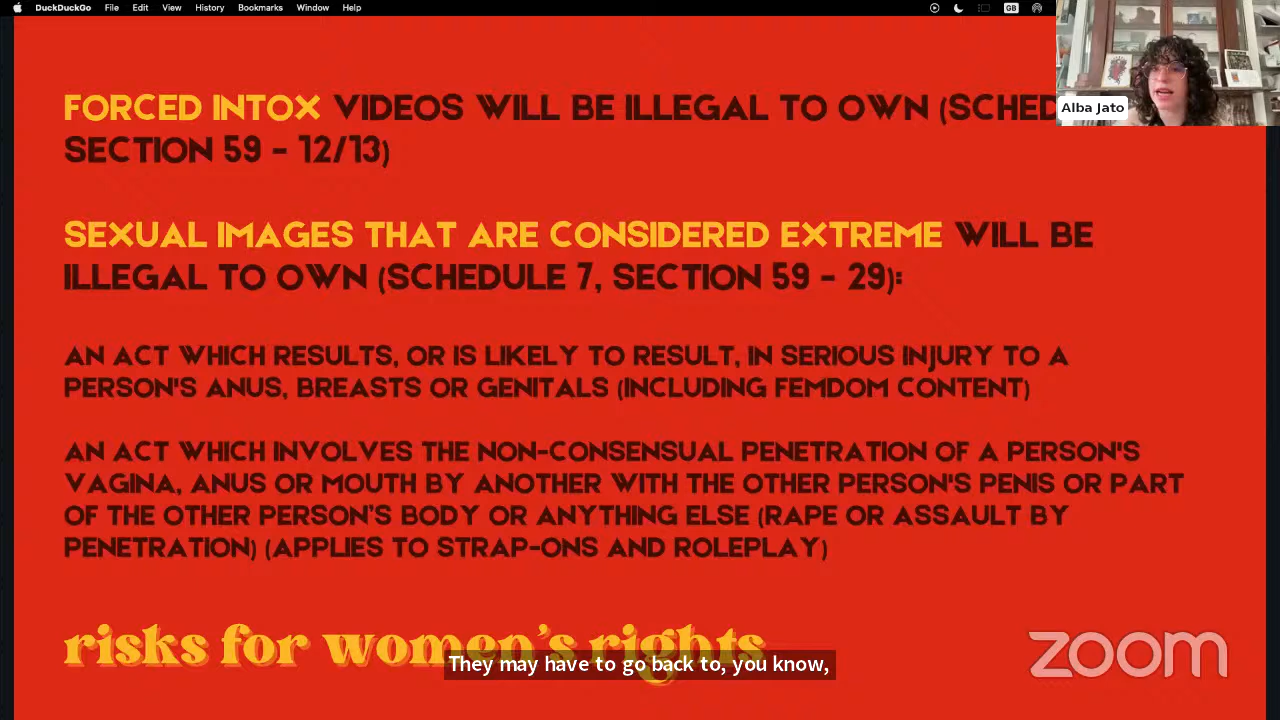 DuckDuckGo File Edit View History Bookmarks Window Help GB
Alba Jato
FORCED INTOX VIDEOS WILL BE ILLEGAL TO OWN
SECTION 59 - 12/13)
SEXUAL IMAGES THAT ARE CONSIDERED EXTREME WILL BE
ILLEGAL TO OWN (SCHEDULE 7, SECTION 59 - 29):
AN ACT WHICH RESULTS, OR IS LIKELY TO RESULT, IN SERIOUS INJURY TO A
PERSON'S ANUS, BREASTS OR GENITALS (INCLUDING FEMDOM CONTENT)
AN ACT WHICH INVOLVES THE NON-CONSENSUAL PENETRATION OF A PERSON'S
VAGINA, ANUS OR MOUTH BY ANOTHER WITH THE OTHER PERSON'S PENIS OR PART
OF THE OTHER PERSON’S BODY OR ANYTHING ELSE (RAPE OR ASSAULT BY
PENETRATION) (APPLIES TO STRAP-ONS AND ROLEPLAY)
risks for women's rights
They may have to go back to, you know,
zoom